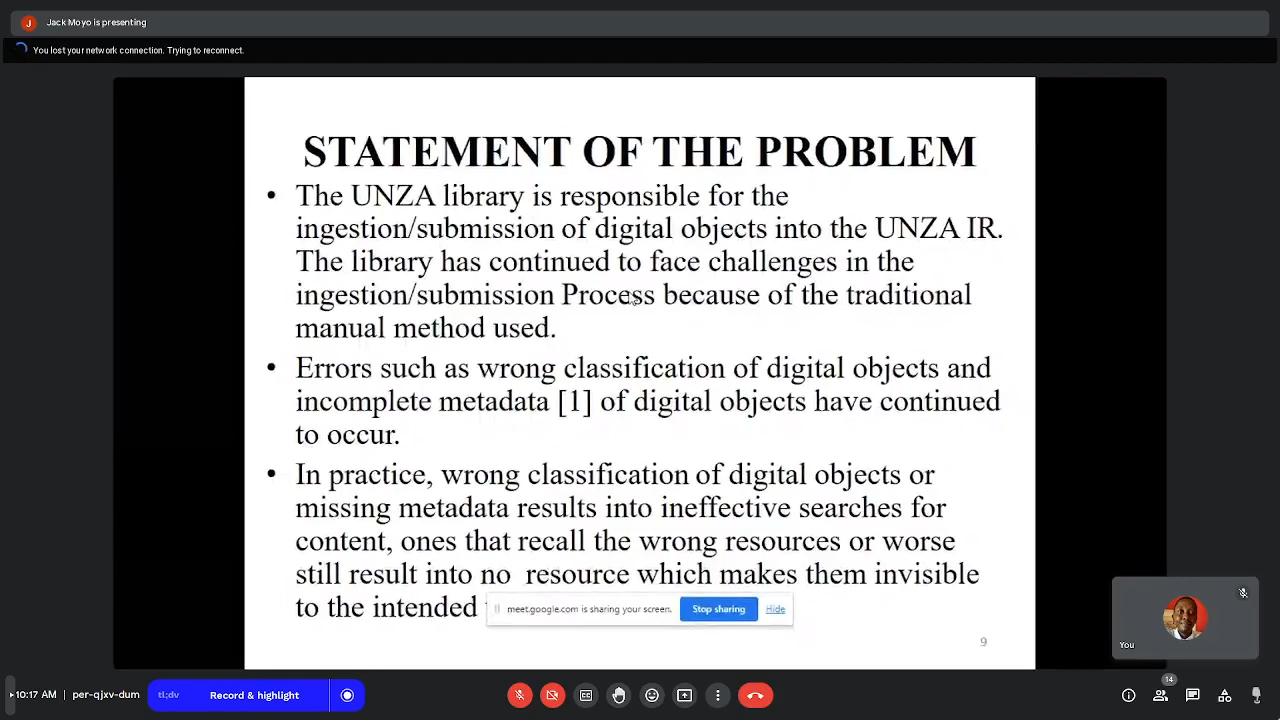 J Jack Moyo is presenting
You lost your network connection. Trying to reconnect.
STATEMENT OF THE PROBLEM
• The UNZA library is responsible for the
ingestion/submission of digital objects into the UNZA IR.
The library has continued to face challenges in the
ingestion/submission Process because of the traditional
manual method used.
• Errors such as wrong classification of digital objects and
incomplete metadata [1] of digital objects have continued
to occur.
• In practice, wrong classification of digital objects or
missing metadata results into ineffective searches for
content, ones that recall the wrong resources or worse
still result into no resource which makes them invisible
to the intended
meet.google.com is sharing your screen. Stop sharing Hide
9
You
10:17 AM | per-qjxv-dum
tl;dv Record & highlight
14